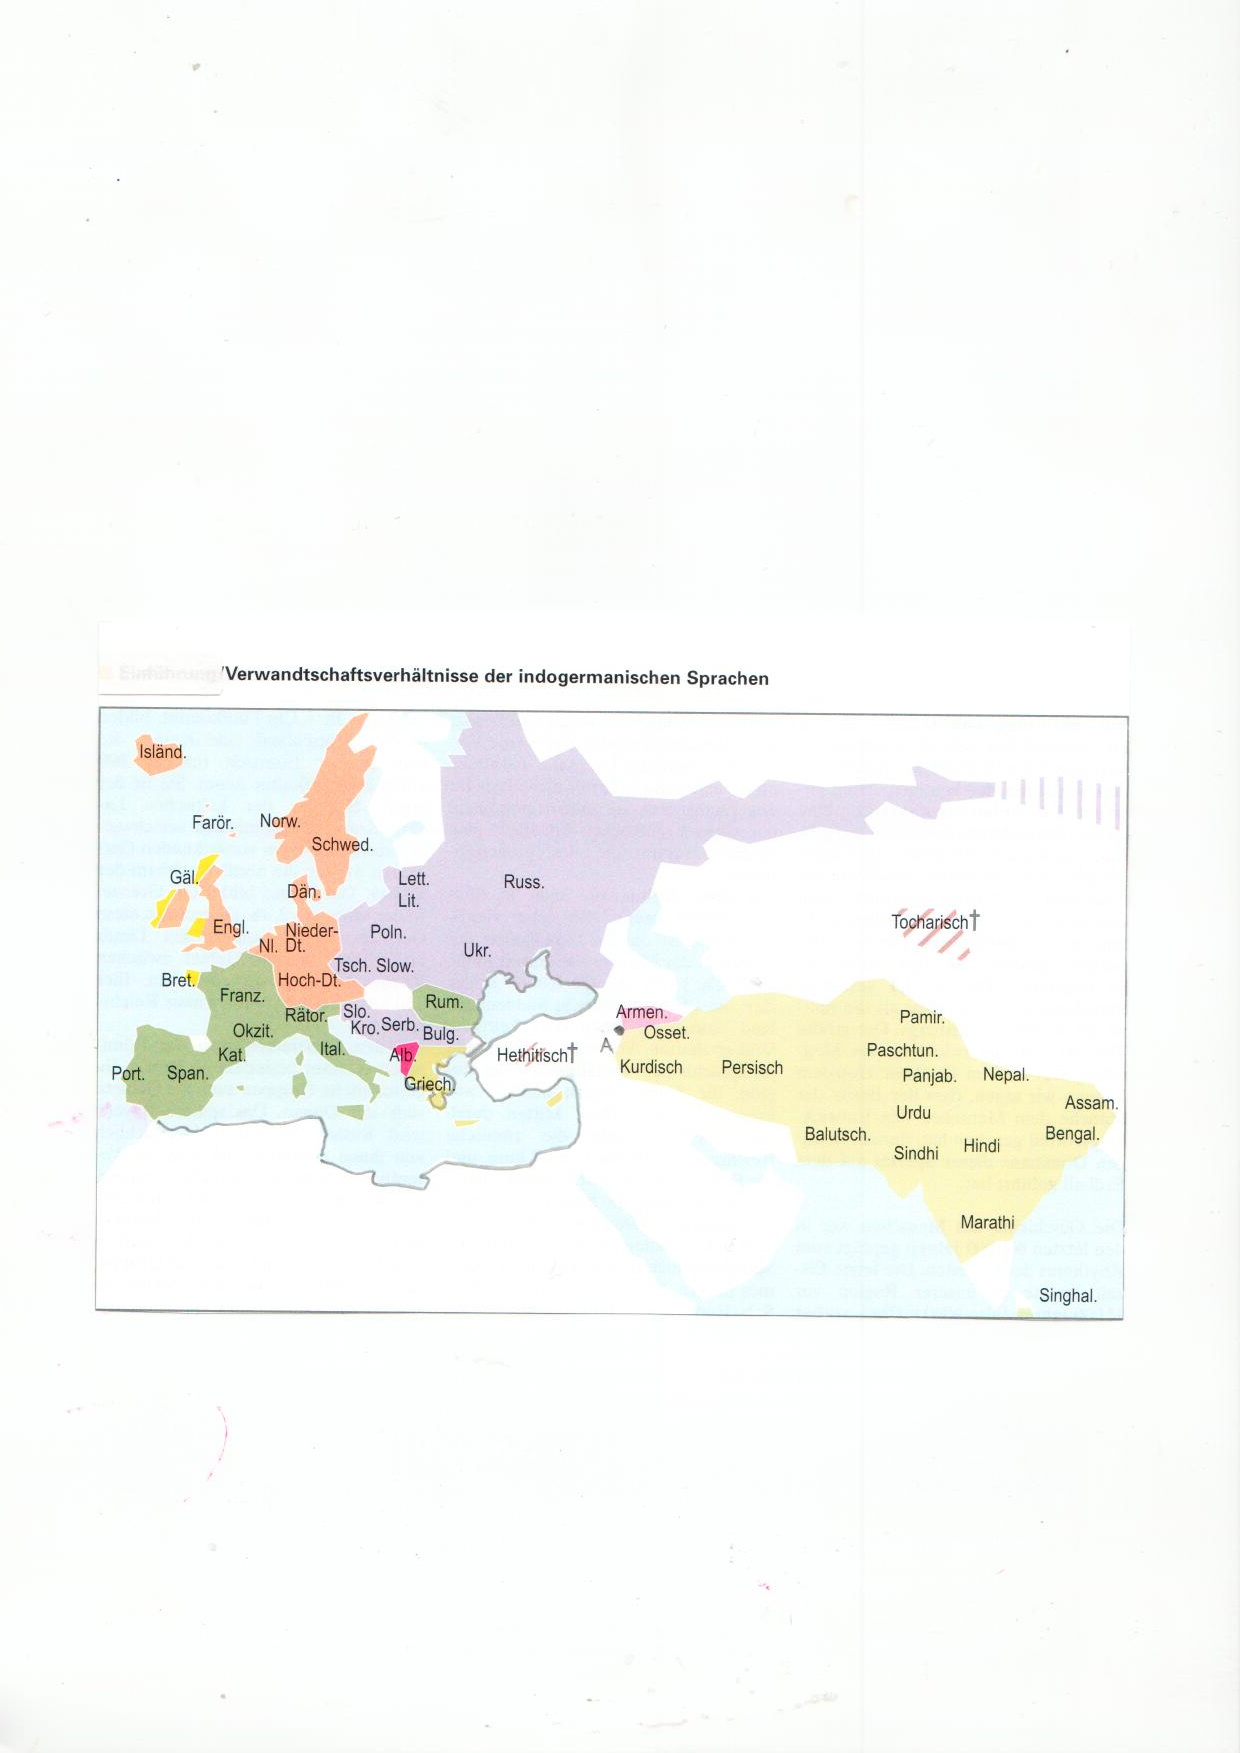 Einführung/Verwandtschaftsverhältnisse der indogermanischen Sprachen
Isländ.
Farör.
Norw.
Schwed.
Gäl.
Dän.
Lett.
Lit.
Russ.
Engl.
Nieder-
Nl. Dt.
Poln.
Tocharisch†
Ukr.
Tsch. Slow.
Bret.
Hoch-Dt.
Franz.
Rum.
Rätor.
Slo.
Armen.
Pamir.
Okzit.
Kro. Serb. Bulg.
Osset.
A
Kat.
Ital.
Alb.
Hethitisch†
Paschtun.
Port.
Span.
Griech.
Kurdisch
Persisch
Panjab.
Nepal.
Urdu
Assam.
Balutsch.
Sindhi
Hindi
Bengal.
Marathi
Singhal.